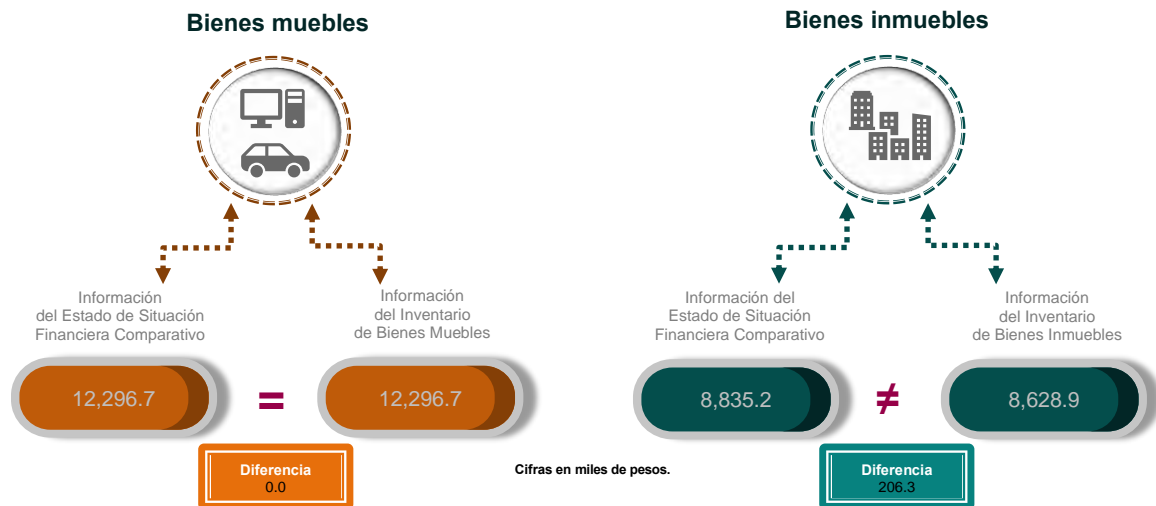 Bienes muebles
Información
del Estado de Situación
Financiera Comparativo
Información
del Inventario
de Bienes Muebles
12,296.7
=
12,296.7
Diferencia
0.0
Cifras en miles de pesos.
Bienes inmuebles
Información del
Estado de Situación
Financiera Comparativo
Información
del Inventario
de Bienes Inmuebles
8,835.2
≠
8,628.9
Diferencia
206.3